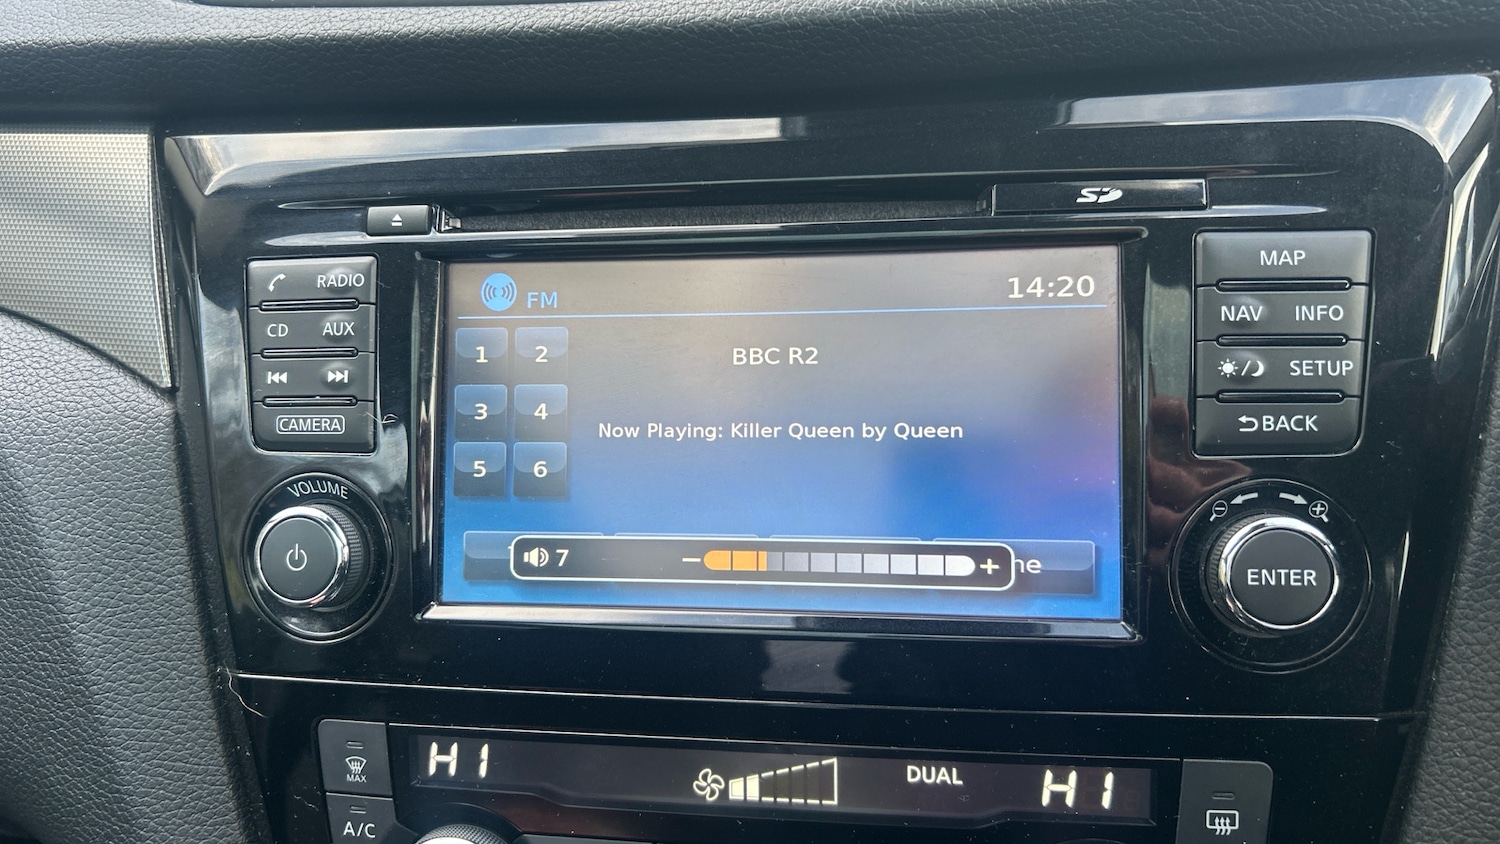 SD
RADIO
CD AUX
CAMERA
VOLUME
FM
14:20
1 2
3 4
5 6
BBC R2
Now Playing: Killer Queen by Queen
7
− +
MAP
NAV INFO
/ SETUP
BACK
ENTER
HI
DUAL
HI
MAX
A/C